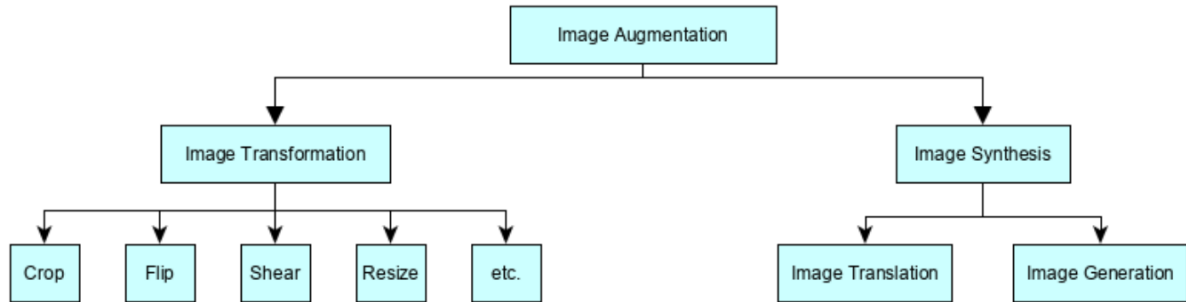 Image Augmentation
Image Transformation
Image Synthesis
Crop
Flip
Shear
Resize
etc.
Image Translation
Image Generation